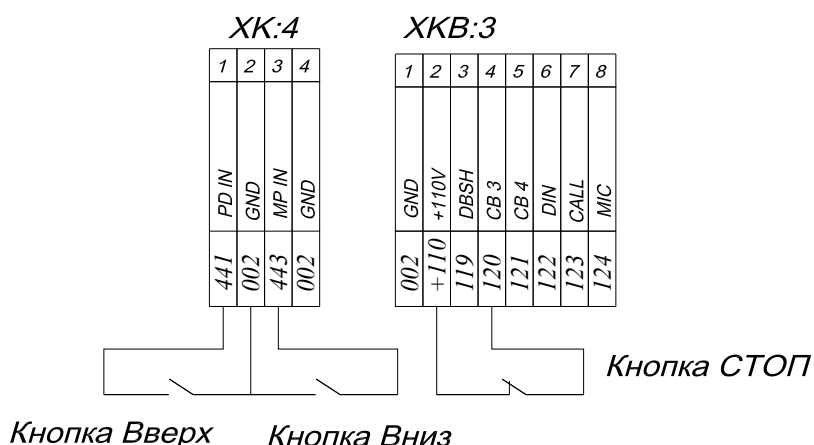 XK:4 XKB:3
1 2 3 4 1 2 3 4 5 6 7 8
PD IN GND MP IN GND GND +110V DBSH CB 3 CB 4 DIN CALL MIC
441 002 443 002 002 +110 119 120 121 122 123 124
Кнопка СТОП
Кнопка Вверх Кнопка Вниз